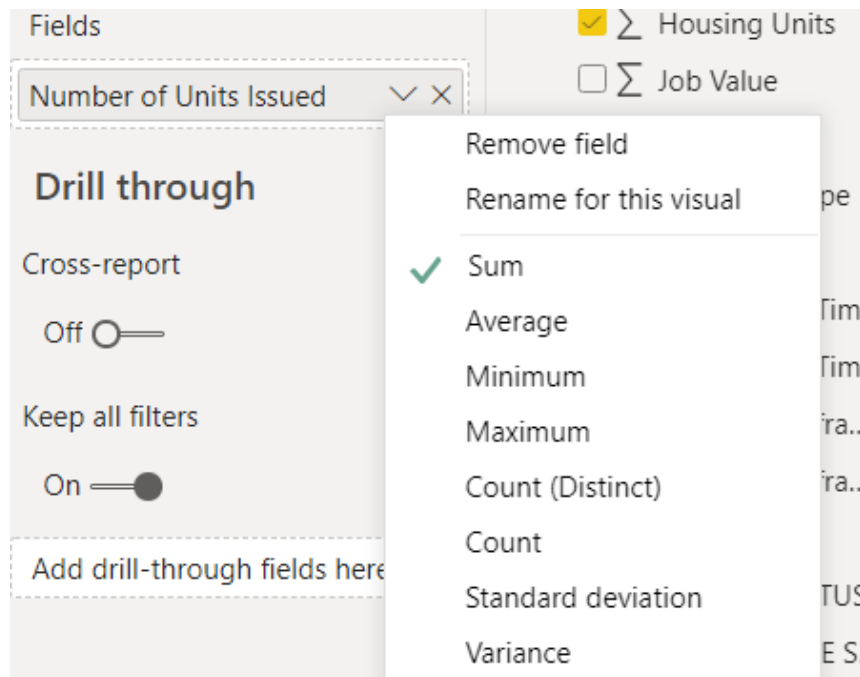 Fields
Number of Units Issued
Drill through
Cross-report
Off
Keep all filters
On
Add drill-through fields here
Remove field
Rename for this visual
Sum
Average
Minimum
Maximum
Count (Distinct)
Count
Standard deviation
Variance
∑ Housing Units
∑ Job Value